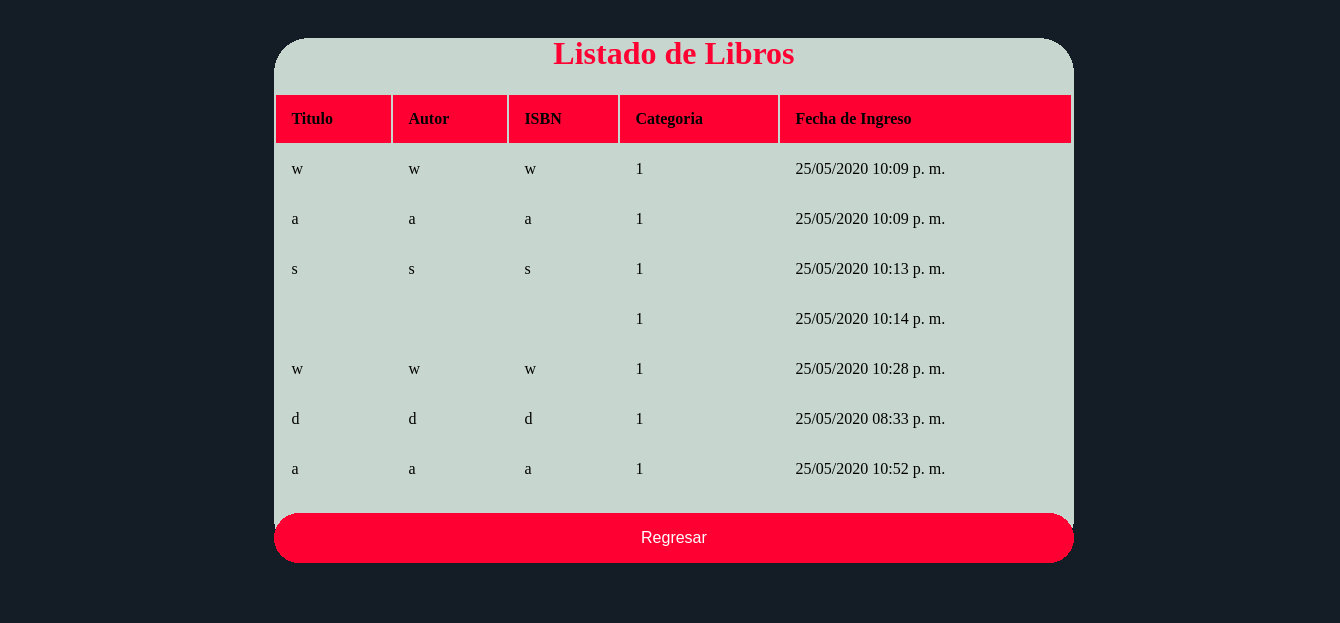 Listado de Libros
Titulo Autor ISBN Categoria Fecha de Ingreso
w w w 1 25/05/2020 10:09 p. m.
a a a 1 25/05/2020 10:09 p. m.
s s s 1 25/05/2020 10:13 p. m.
1 25/05/2020 10:14 p. m.
w w w 1 25/05/2020 10:28 p. m.
d d d 1 25/05/2020 08:33 p. m.
a a a 1 25/05/2020 10:52 p. m.
Regresar